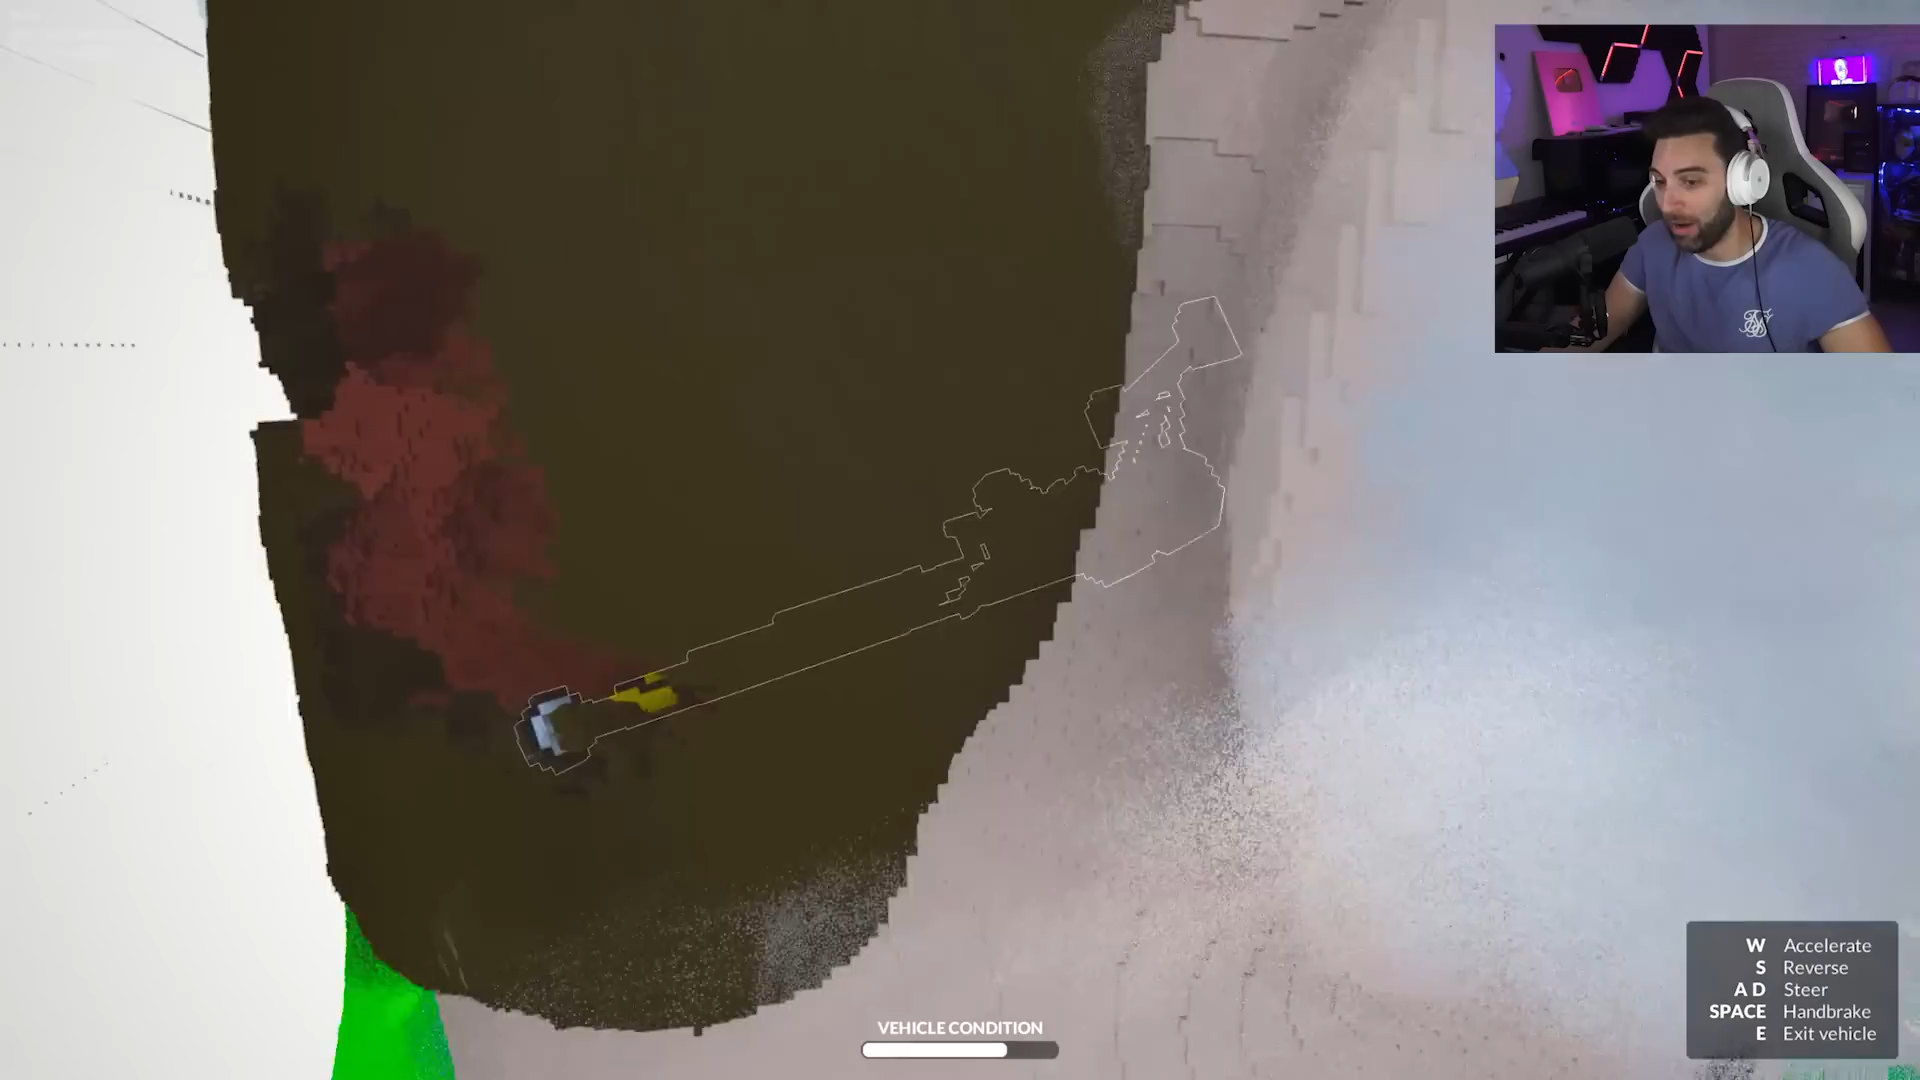 VEHICLE CONDITION
W Accelerate
S Reverse
A D Steer
SPACE Handbrake
E Exit vehicle